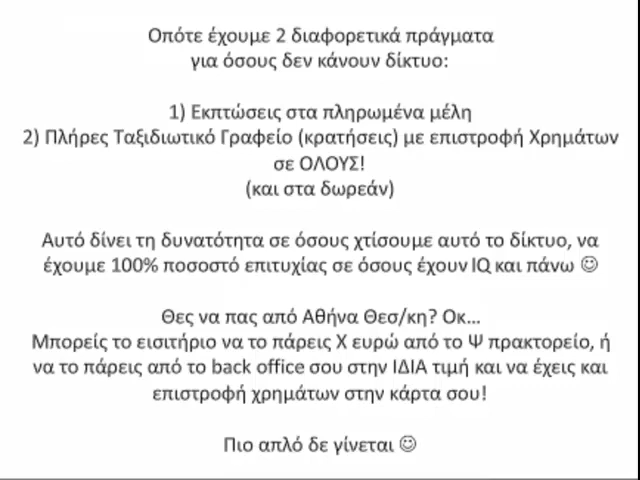 Οπότε έχουμε 2 διαφορετικά πράγματα
για όσους δεν κάνουν δίκτυο:
1) Εκπτώσεις στα πληρωμένα μέλη
2) Πλήρες Ταξιδιωτικό Γραφείο (κρατήσεις) με επιστροφή Χρημάτων
σε ΟΛΟΥΣ!
(και στα δωρεάν)
Αυτό δίνει τη δυνατότητα σε όσους χτίσουμε αυτό το δίκτυο, να
έχουμε 100% ποσοστό επιτυχίας σε όσους έχουν IQ και πάνω ☺
Θες να πας από Αθήνα Θεσ/κη? Οκ…
Μπορείς το εισιτήριο να το πάρεις Χ ευρώ από το Ψ πρακτορείο, ή
να το πάρεις από το back office σου στην ΙΔΙΑ τιμή και να έχεις και
επιστροφή χρημάτων στην κάρτα σου!
Πιο απλό δε γίνεται ☺